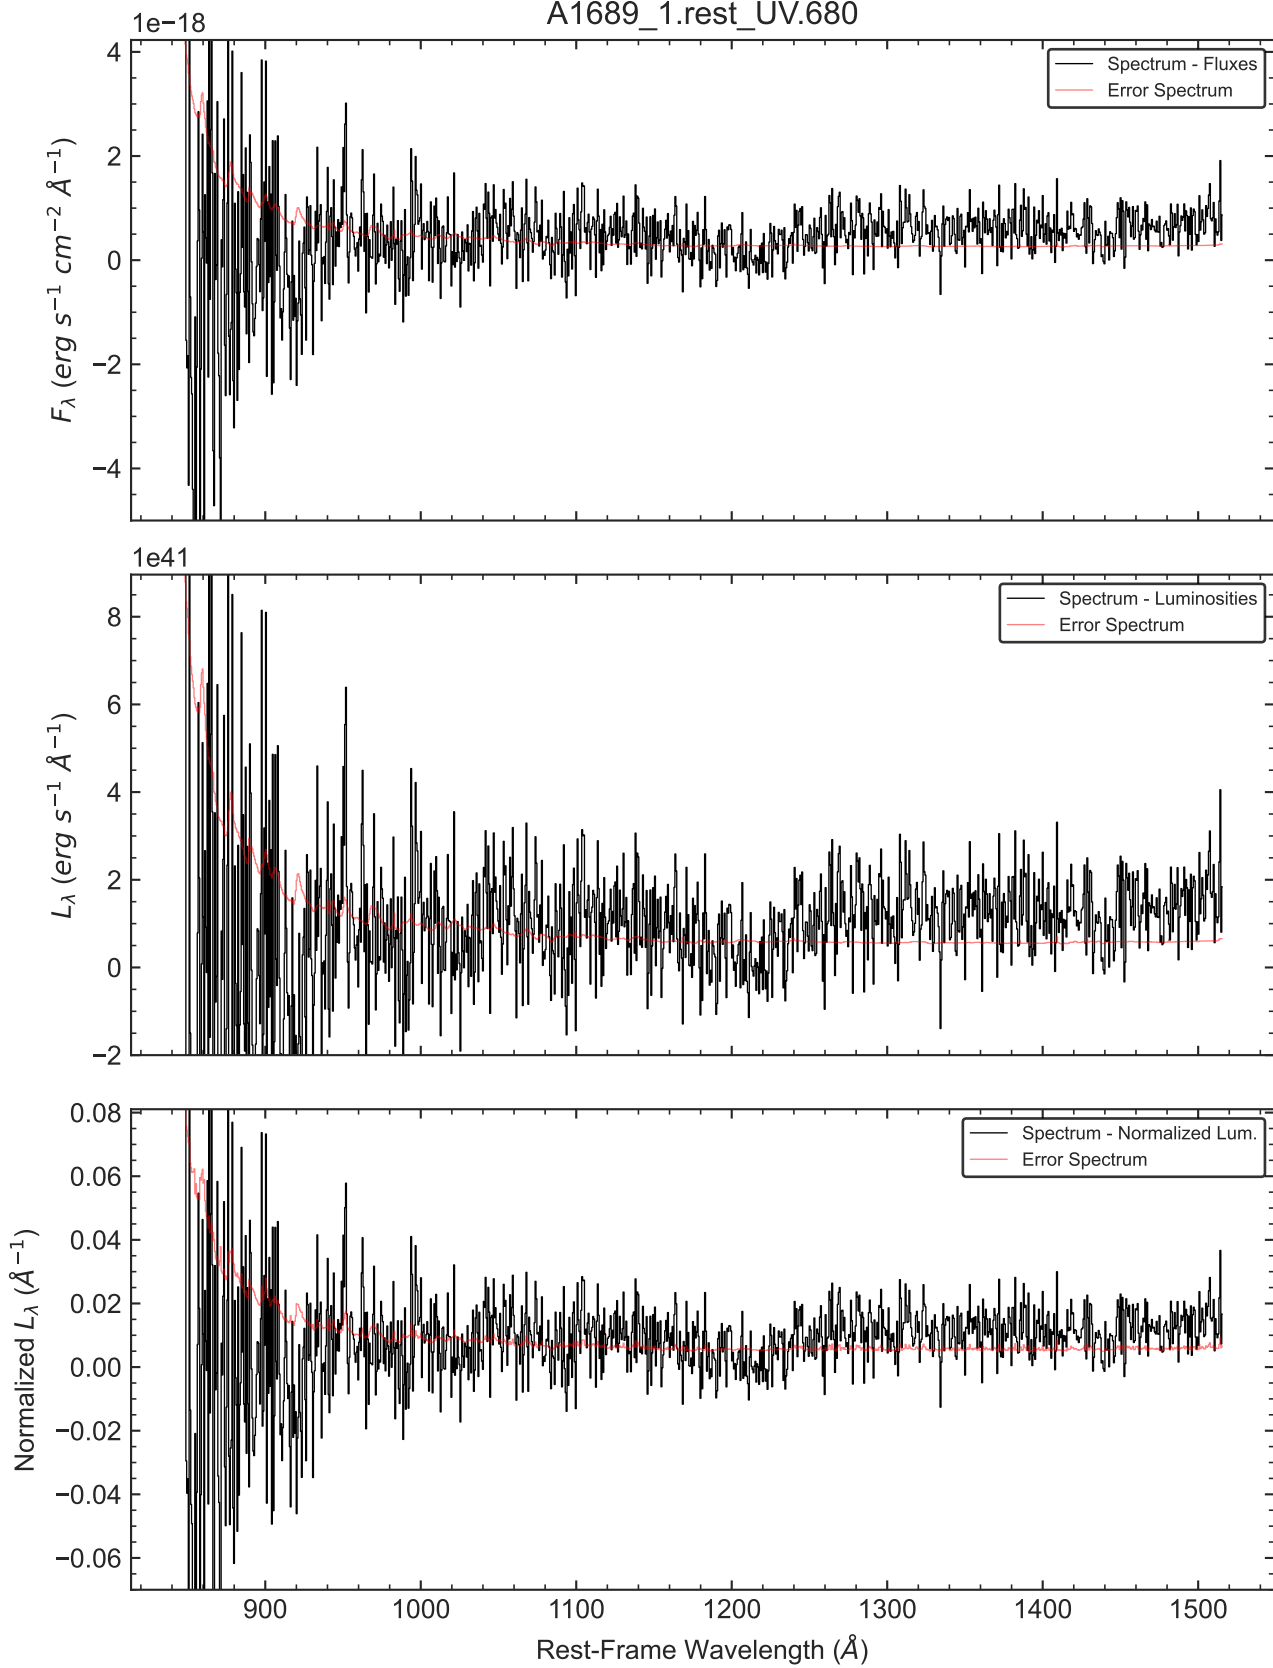 A1689_1.rest_UV.680
1e−18
4
2
0
−2
−4
F_λ (erg s⁻¹ cm⁻² Å⁻¹)
Spectrum - Fluxes
Error Spectrum
1e41
8
6
4
2
0
−2
L_λ (erg s⁻¹ Å⁻¹)
Spectrum - Luminosities
Error Spectrum
0.08
0.06
0.04
0.02
0.00
−0.02
−0.04
−0.06
Normalized L_λ (Å⁻¹)
Spectrum - Normalized Lum.
Error Spectrum
900 1000 1100 1200 1300 1400 1500
Rest-Frame Wavelength (Å)